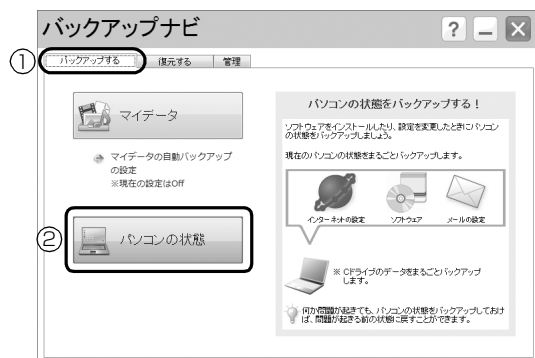 バックアップナビ
?
①
バックアップする
復元する
管理
マイデータ
マイデータの自動バックアップ
の設定
※現在の設定はOff
②
パソコンの状態
パソコンの状態をバックアップする!
ソフトウェアをインストールしたり、設定を変更したときにパソコン
の状態をバックアップしましょう。
現在のパソコンの状態をまるごとバックアップします。
インターネットの設定
ソフトウェア
メールの設定
※ Cドライブのデータをまるごとバックアップ
します。
何か問題が起きても、パソコンの状態をバックアップしておけ
ば、問題が起きる前の状態に戻すことができます。